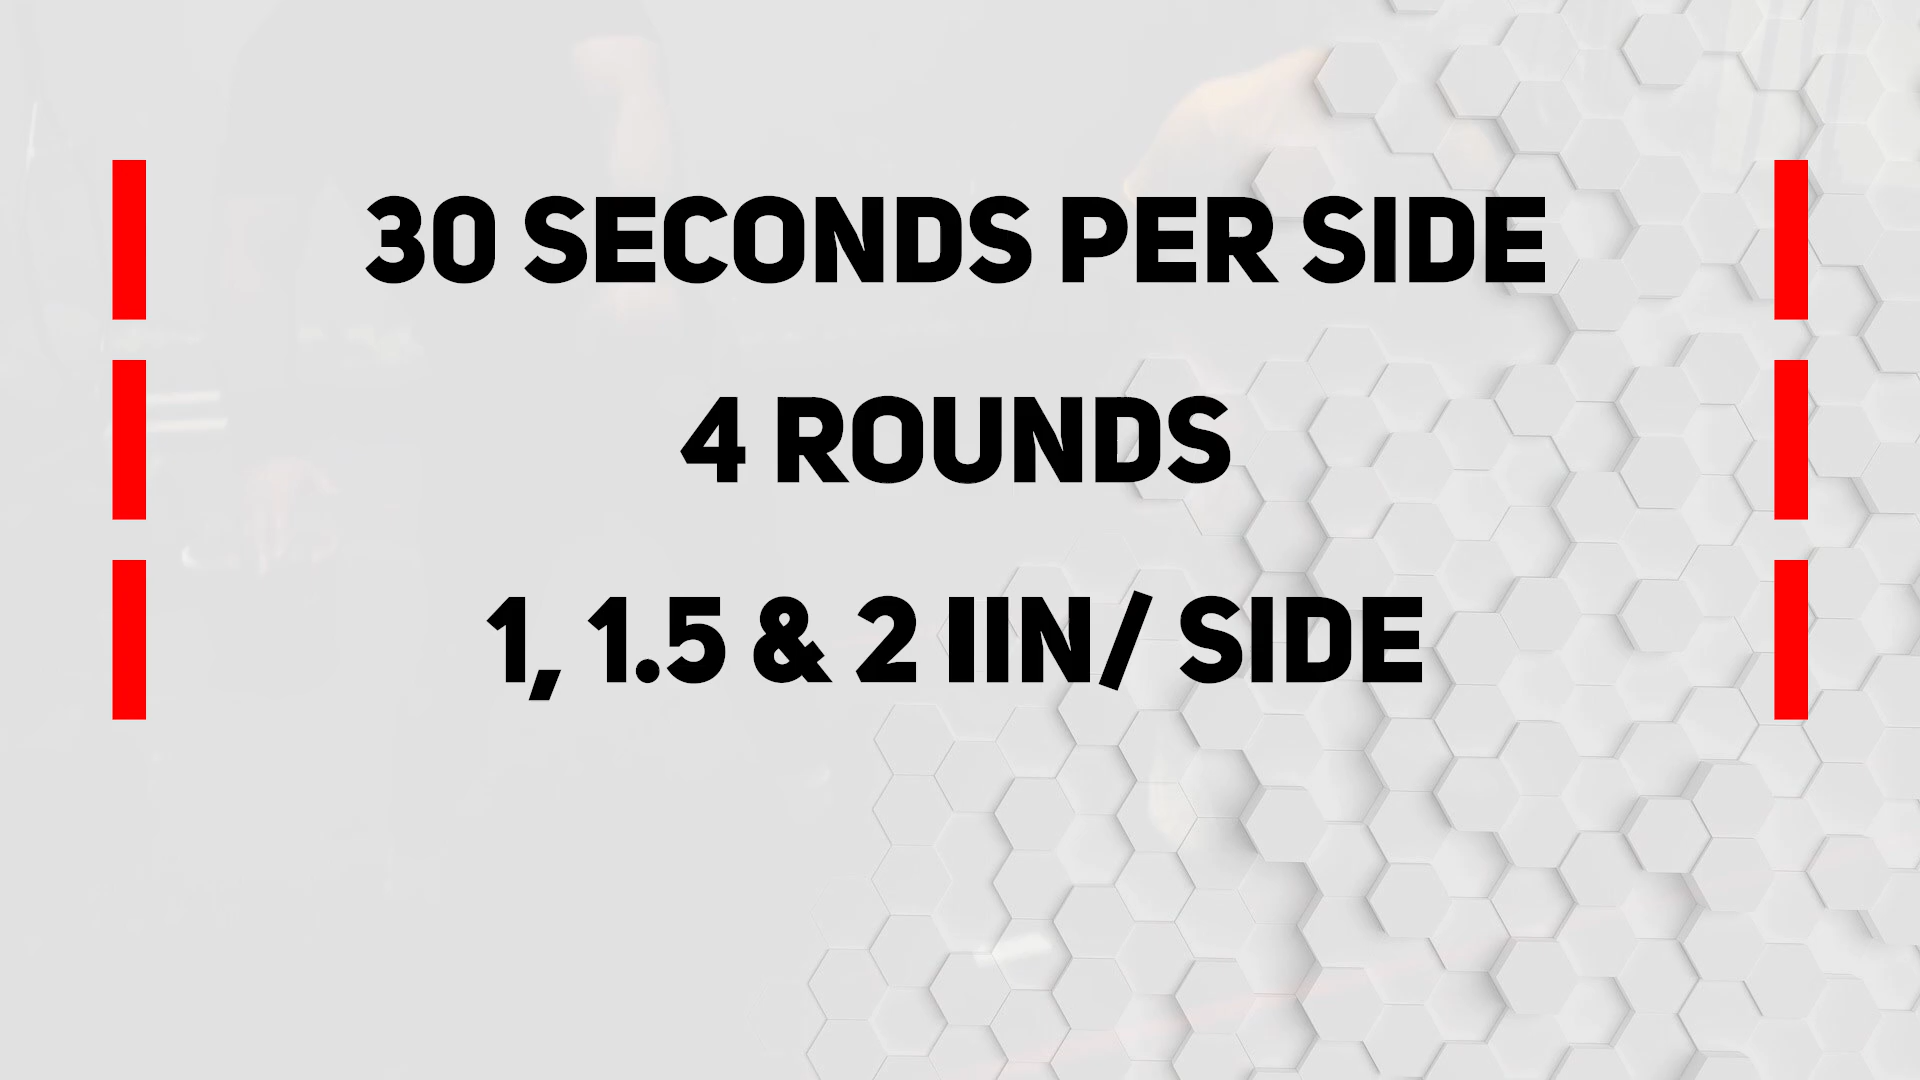 30 SECONDS PER SIDE
4 ROUNDS
1, 1.5 & 2 IIN/ SIDE